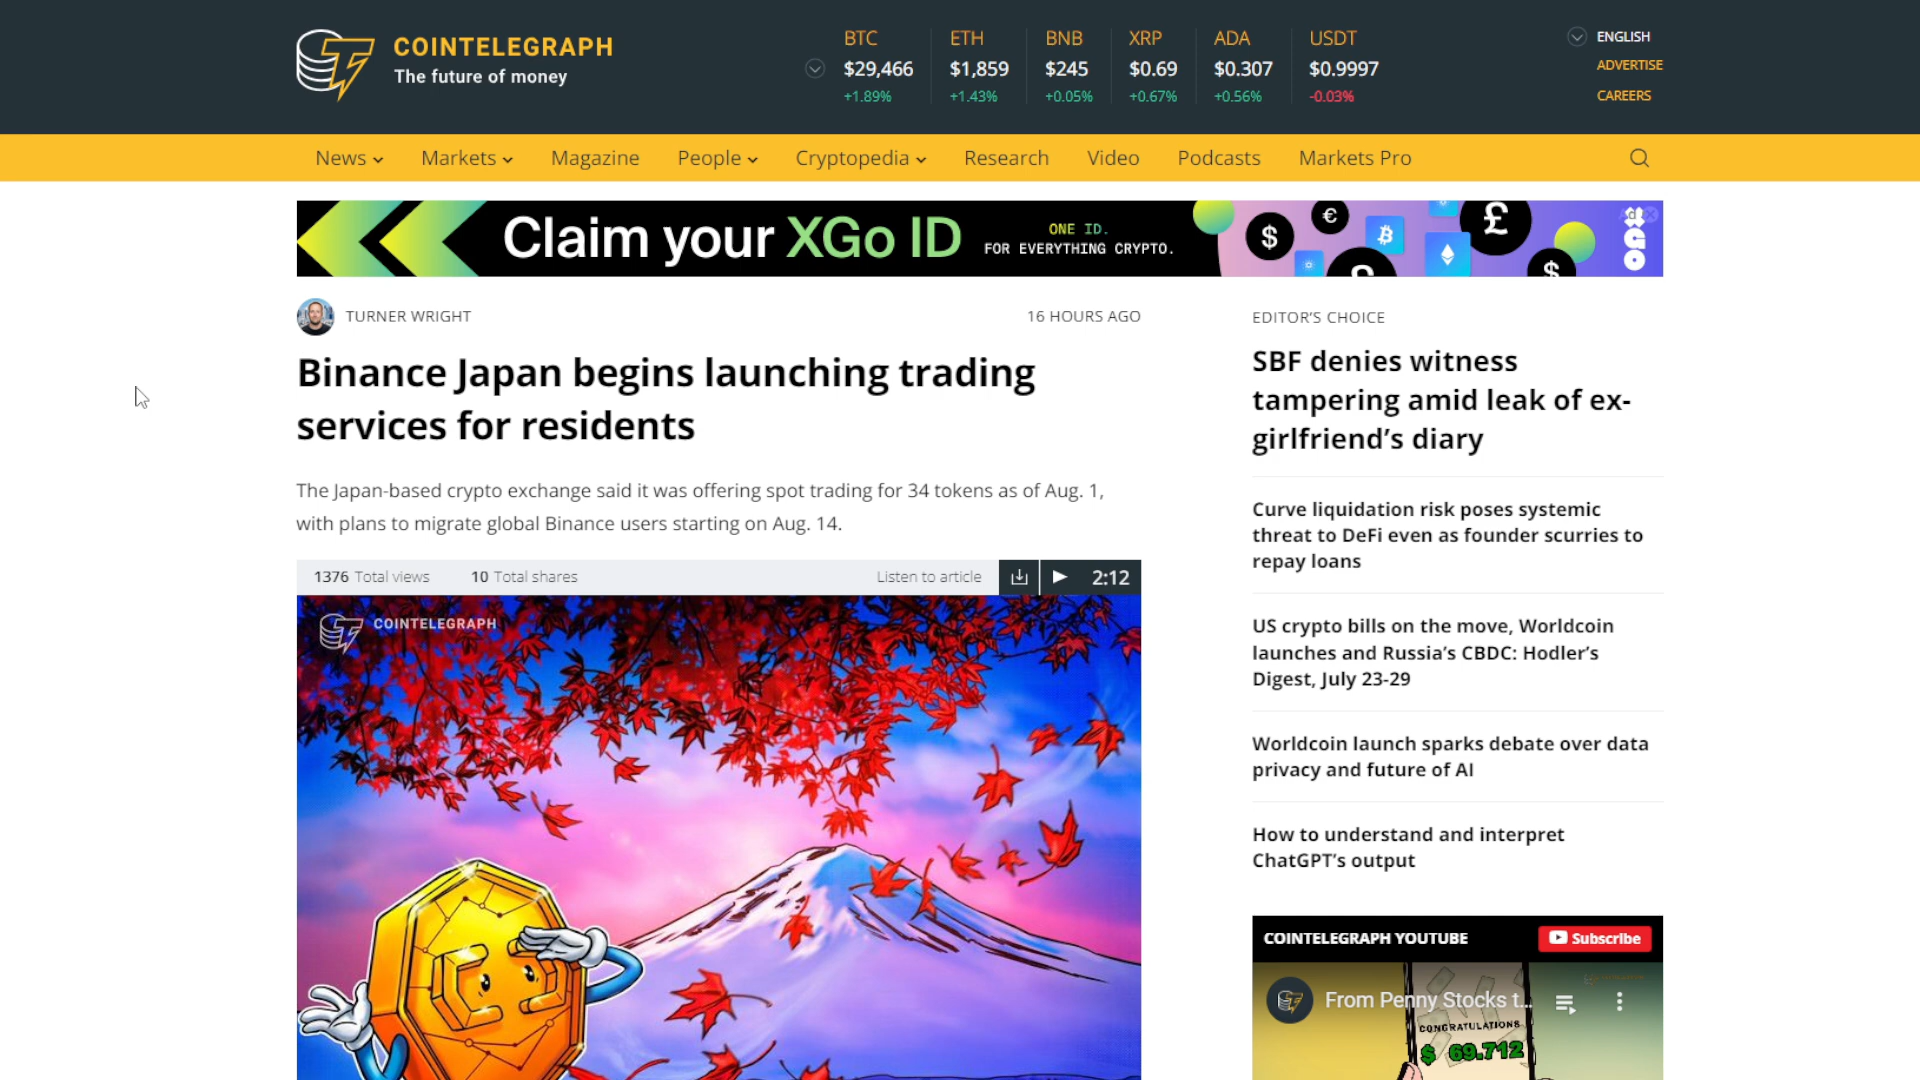 COINTELEGRAPH
The future of money
BTC
$29,466
+1.89%
ETH
$1,859
+1.43%
BNB
$245
+0.05%
XRP
$0.69
+0.67%
ADA
$0.307
+0.56%
USDT
$0.9997
-0.03%
ENGLISH
ADVERTISE
CAREERS
News
Markets
Magazine
People
Cryptopedia
Research
Video
Podcasts
Markets Pro
Claim your XGo ID
ONE ID.
FOR EVERYTHING CRYPTO.
XGO
TURNER WRIGHT
16 HOURS AGO
Binance Japan begins launching trading
services for residents
The Japan-based crypto exchange said it was offering spot trading for 34 tokens as of Aug. 1,
with plans to migrate global Binance users starting on Aug. 14.
1376 Total views
10 Total shares
Listen to article
2:12
COINTELEGRAPH
EDITOR'S CHOICE
SBF denies witness
tampering amid leak of ex-
girlfriend's diary
Curve liquidation risk poses systemic
threat to DeFi even as founder scurries to
repay loans
US crypto bills on the move, Worldcoin
launches and Russia's CBDC: Hodler's
Digest, July 23-29
Worldcoin launch sparks debate over data
privacy and future of AI
How to understand and interpret
ChatGPT's output
COINTELEGRAPH YOUTUBE
Subscribe
From Penny Stocks t...
CONGRATULATIONS
$ 69.712